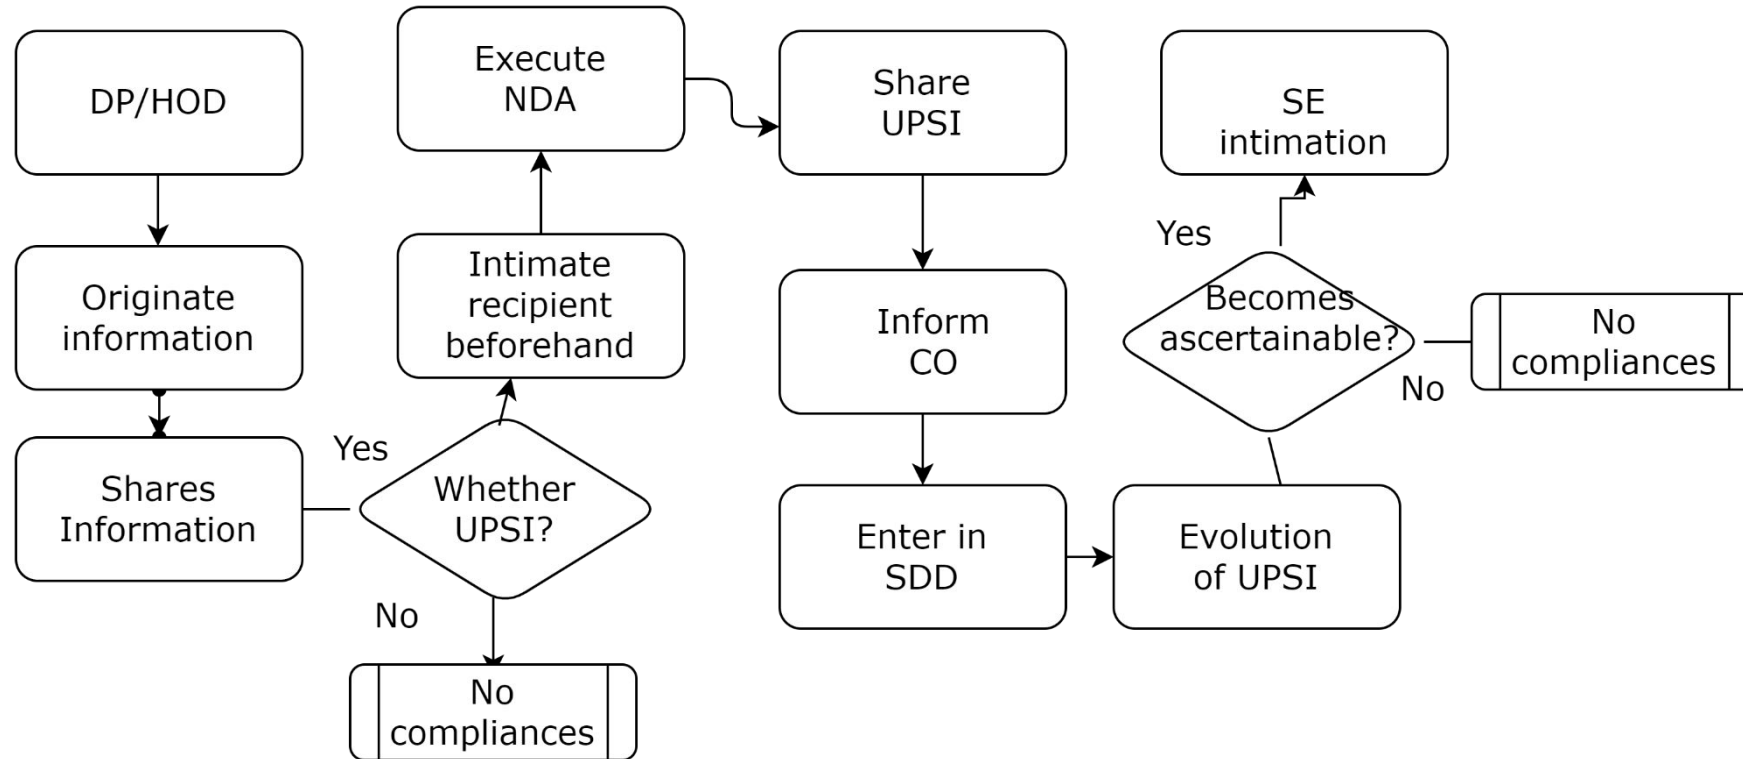 DP/HOD
Originate
information
Shares
Information
Yes
Whether
UPSI?
No
No
compliances
Intimate
recipient
beforehand
Execute
NDA
Share
UPSI
Inform
CO
Enter in
SDD
Evolution
of UPSI
Becomes
ascertainable?
Yes
SE
intimation
No
No
compliances